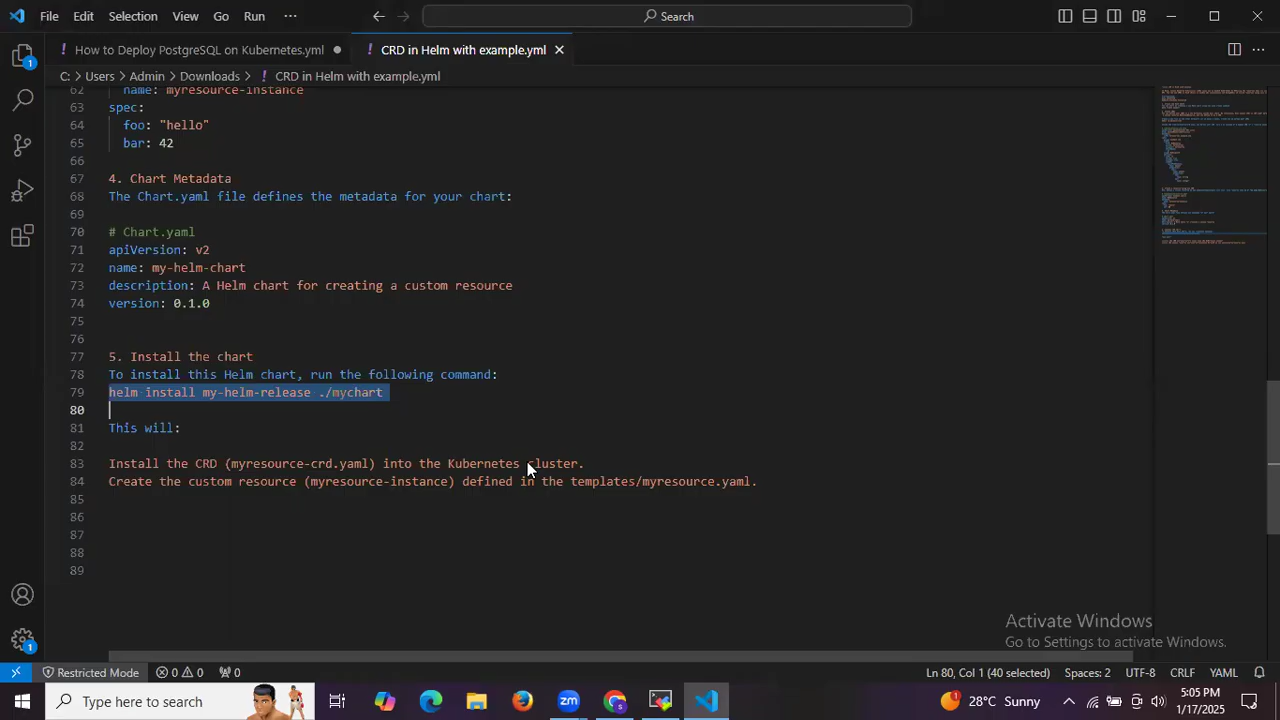 File Edit Selection View Go Run ···
Search
! How to Deploy PostgreSQL on Kubernetes.yml ●
! CRD in Helm with example.yml ×
C: > Users > Admin > Downloads > ! CRD in Helm with example.yml
62 name: myresource-instance
63 spec:
64 foo: "hello"
65 bar: 42
66
67 4. Chart Metadata
68 The Chart.yaml file defines the metadata for your chart:
69
70 # Chart.yaml
71 apiVersion: v2
72 name: my-helm-chart
73 description: A Helm chart for creating a custom resource
74 version: 0.1.0
75
76
77 5. Install the chart
78 To install this Helm chart, run the following command:
79 helm install my-helm-release ./mychart
80
81 This will:
82
83 Install the CRD (myresource-crd.yaml) into the Kubernetes cluster.
84 Create the custom resource (myresource-instance) defined in the templates/myresource.yaml.
85
86
87
88
89
1
1
Activate Windows
Go to Settings to activate Windows.
Restricted Mode 0 0 0 Ln 80, Col 1 (40 selected) Spaces: 2 UTF-8 CRLF YAML
Type here to search
1 28°C Sunny
5:05 PM
1/17/2025